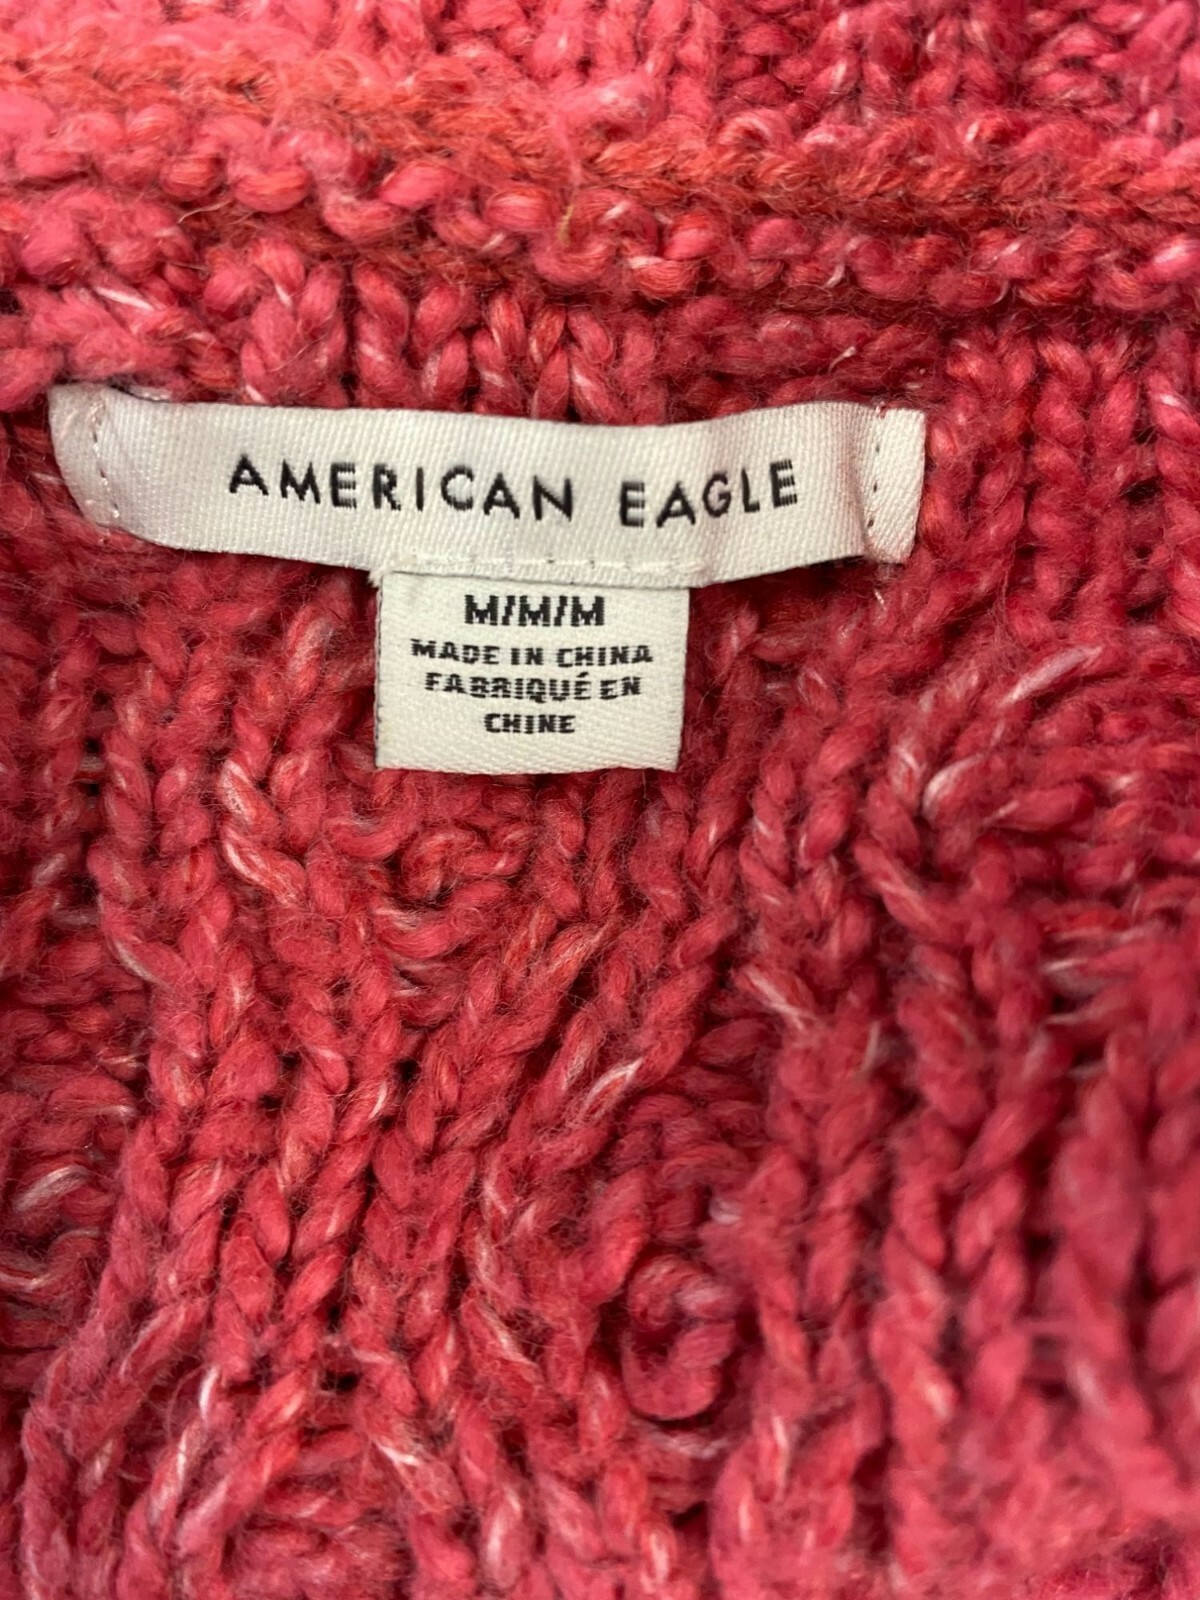 AMERICAN EAGLE
M/M/M
MADE IN CHINA
FABRIQUÉ EN
CHINE